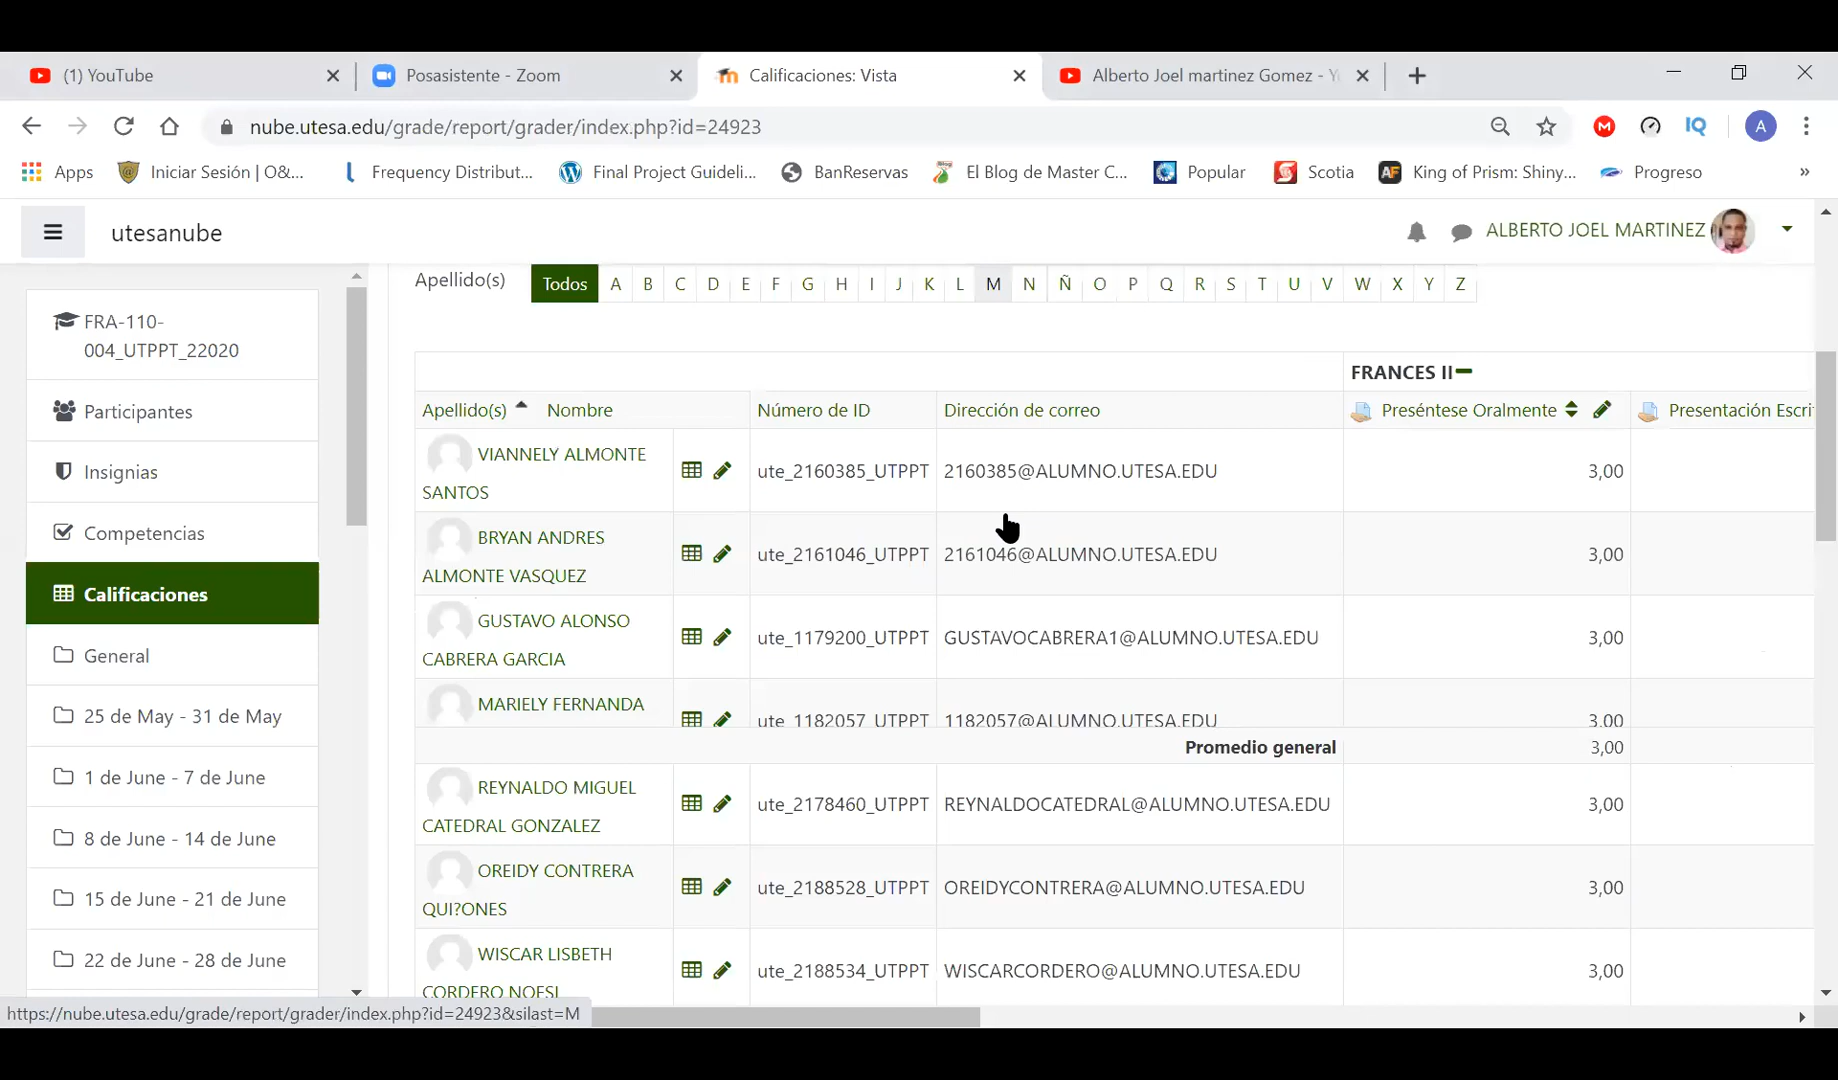 (1) YouTube
Posasistente - Zoom
Calificaciones: Vista
Alberto Joel martinez Gomez - Y
nube.utesa.edu/grade/report/grader/index.php?id=24923
IQ
A
Apps
Iniciar Sesión | O&...
Frequency Distribut...
Final Project Guideli...
BanReservas
El Blog de Master C...
Popular
Scotia
AF
King of Prism: Shiny...
Progreso
»
utesanube
ALBERTO JOEL MARTINEZ
Apellido(s)
Todos A B C D E F G H I J K L M N Ñ O P Q R S T U V W X Y Z
FRA-110-
004_UTPPT_22020
Participantes
Insignias
Competencias
Calificaciones
General
25 de May - 31 de May
1 de June - 7 de June
8 de June - 14 de June
15 de June - 21 de June
22 de June - 28 de June
FRANCES II
Apellido(s) Nombre Número de ID Dirección de correo Preséntese Oralmente Presentación Escri
VIANNELY ALMONTE
SANTOS
ute_2160385_UTPPT 2160385@ALUMNO.UTESA.EDU 3,00
BRYAN ANDRES
ALMONTE VASQUEZ
ute_2161046_UTPPT 2161046@ALUMNO.UTESA.EDU 3,00
GUSTAVO ALONSO
CABRERA GARCIA
ute_1179200_UTPPT GUSTAVOCABRERA1@ALUMNO.UTESA.EDU 3,00
MARIELY FERNANDA
ute_1182057_UTPPT 1182057@ALUMNO.UTESA.EDU 3,00
Promedio general 3,00
REYNALDO MIGUEL
CATEDRAL GONZALEZ
ute_2178460_UTPPT REYNALDOCATEDRAL@ALUMNO.UTESA.EDU 3,00
OREIDY CONTRERA
QUI?ONES
ute_2188528_UTPPT OREIDYCONTRERA@ALUMNO.UTESA.EDU 3,00
WISCAR LISBETH
CORDERO NOESI
ute_2188534_UTPPT WISCARCORDERO@ALUMNO.UTESA.EDU 3,00
https://nube.utesa.edu/grade/report/grader/index.php?id=24923&silast=M